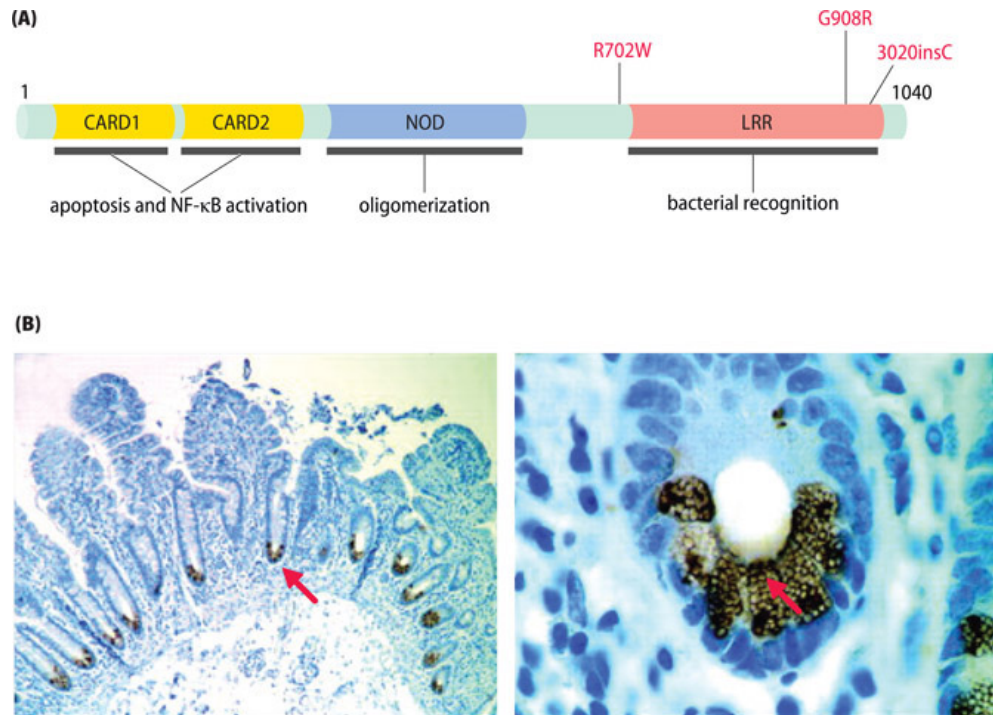 (A)
G908R
R702W
3020insC
1
1040
CARD1
CARD2
NOD
LRR
apoptosis and NF-κB activation
oligomerization
bacterial recognition
(B)